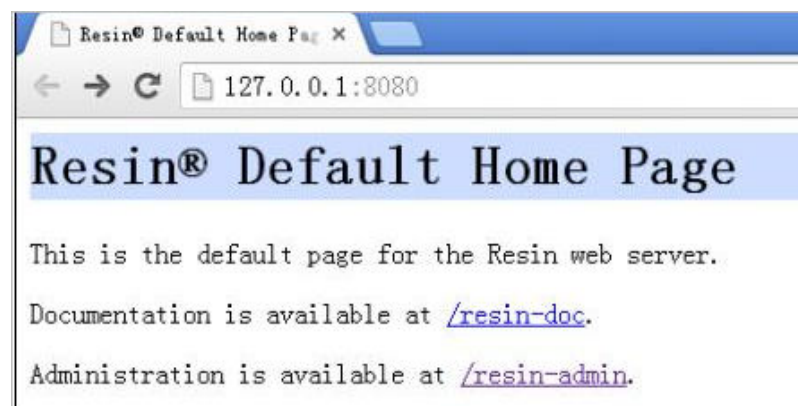 Resin® Default Home Pag
127.0.0.1:8080
Resin® Default Home Page
This is the default page for the Resin web server.
Documentation is available at /resin-doc.
Administration is available at /resin-admin.